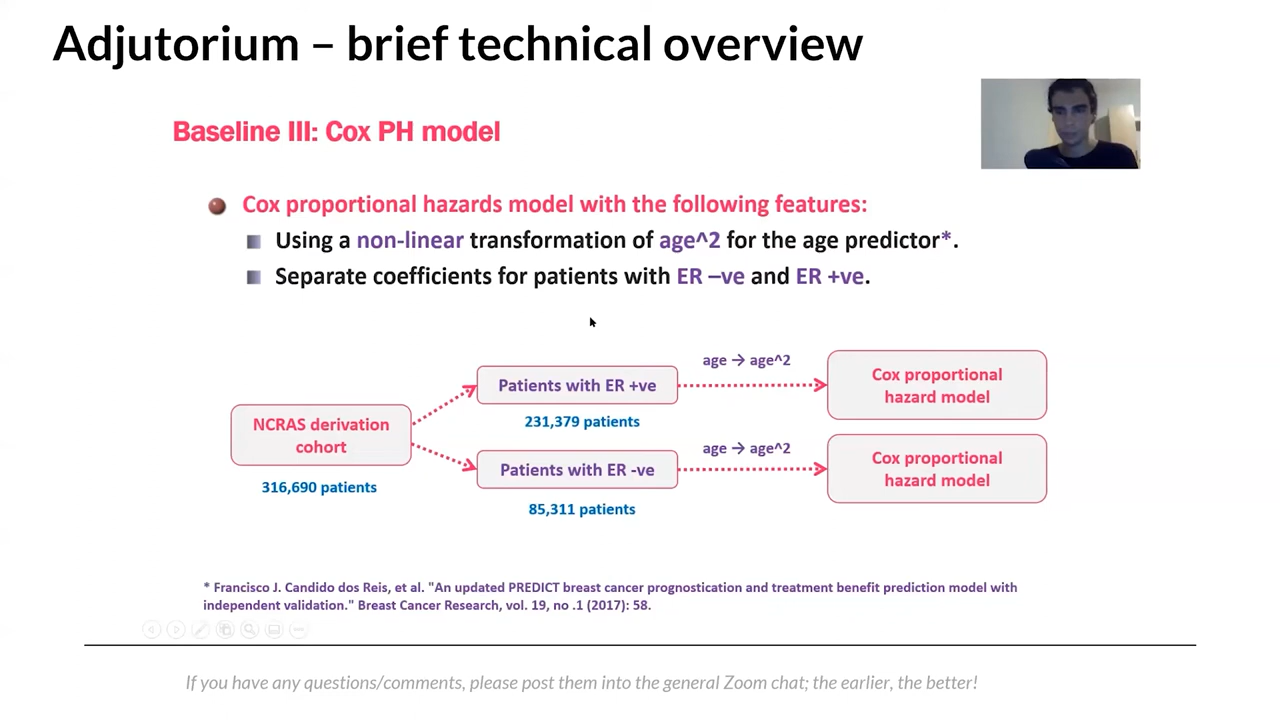 Adjutorium – brief technical overview
Baseline III: Cox PH model
Cox proportional hazards model with the following features:
Using a non-linear transformation of age^2 for the age predictor*.
Separate coefficients for patients with ER –ve and ER +ve.
NCRAS derivation
cohort
316,690 patients
Patients with ER +ve
231,379 patients
age → age^2
Cox proportional
hazard model
Patients with ER -ve
85,311 patients
age → age^2
Cox proportional
hazard model
* Francisco J. Candido dos Reis, et al. "An updated PREDICT breast cancer prognostication and treatment benefit prediction model with
independent validation." Breast Cancer Research, vol. 19, no .1 (2017): 58.
If you have any questions/comments, please post them into the general Zoom chat; the earlier, the better!